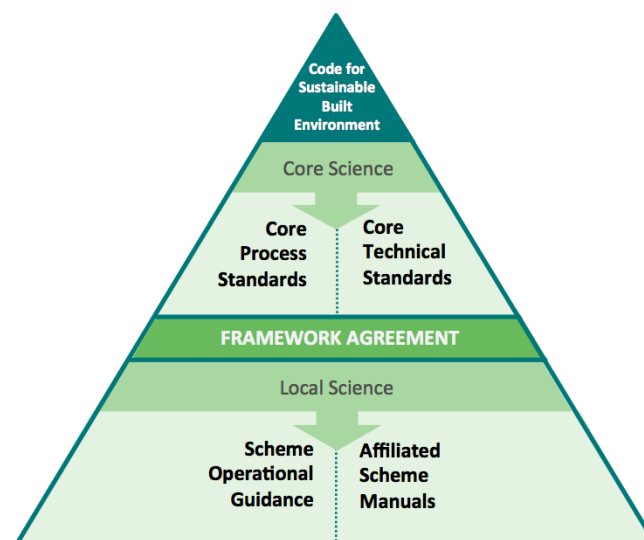 Code for
Sustainable
Built
Environment
Core Science
Core
Process
Standards
Core
Technical
Standards
FRAMEWORK AGREEMENT
Local Science
Scheme
Operational
Guidance
Affiliated
Scheme
Manuals